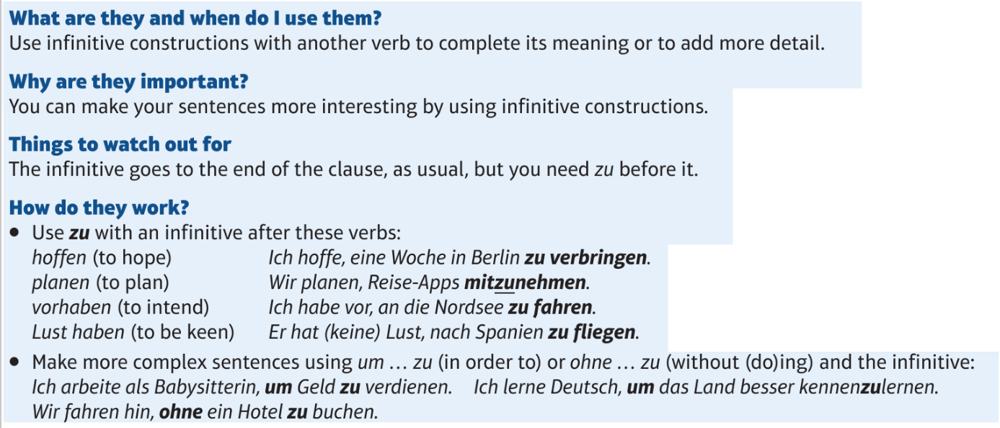 What are they and when do I use them?
Use infinitive constructions with another verb to complete its meaning or to add more detail.
Why are they important?
You can make your sentences more interesting by using infinitive constructions.
Things to watch out for
The infinitive goes to the end of the clause, as usual, but you need zu before it.
How do they work?
• Use zu with an infinitive after these verbs:
hoffen (to hope) Ich hoffe, eine Woche in Berlin zu verbringen.
planen (to plan) Wir planen, Reise-Apps mitzunehmen.
vorhaben (to intend) Ich habe vor, an die Nordsee zu fahren.
Lust haben (to be keen) Er hat (keine) Lust, nach Spanien zu fliegen.
• Make more complex sentences using um … zu (in order to) or ohne … zu (without (do)ing) and the infinitive:
Ich arbeite als Babysitterin, um Geld zu verdienen. Ich lerne Deutsch, um das Land besser kennenzulernen.
Wir fahren hin, ohne ein Hotel zu buchen.